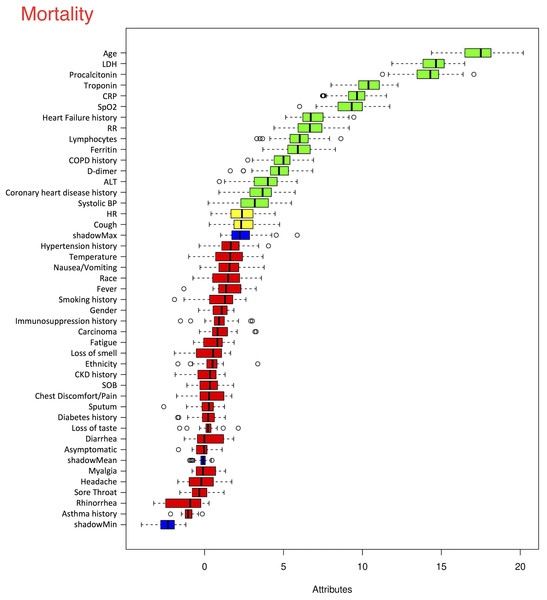 Mortality
Age
LDH
Procalcitonin
Troponin
CRP
SpO2
Heart Failure history
RR
Lymphocytes
Ferritin
COPD history
D-dimer
ALT
Coronary heart disease history
Systolic BP
HR
Cough
shadowMax
Hypertension history
Temperature
Nausea/Vomiting
Race
Fever
Smoking history
Gender
Immunosuppression history
Carcinoma
Fatigue
Loss of smell
Ethnicity
CKD history
SOB
Chest Discomfort/Pain
Sputum
Diabetes history
Loss of taste
Diarrhea
Asymptomatic
shadowMean
Myalgia
Headache
Sore Throat
Rhinorrhea
Asthma history
shadowMin
0 5 10 15 20
Attributes